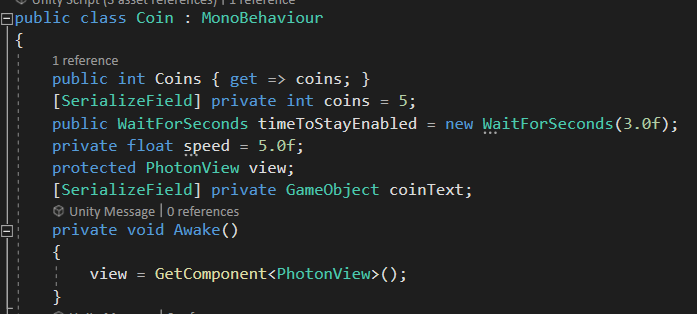 Unity Script (3 asset references) | 1 reference
public class Coin : MonoBehaviour
{
1 reference
public int Coins { get => coins; }
[SerializeField] private int coins = 5;
public WaitForSeconds timeToStayEnabled = new WaitForSeconds(3.0f);
private float speed = 5.0f;
protected PhotonView view;
[SerializeField] private GameObject coinText;
Unity Message | 0 references
private void Awake()
{
view = GetComponent<PhotonView>();
}